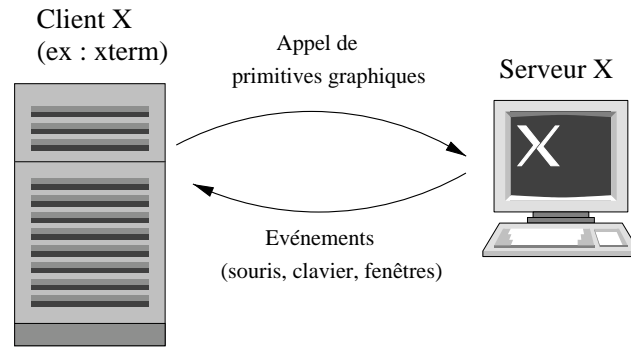 Client X
(ex : xterm)
Appel de
primitives graphiques
Serveur X
X
Evénements
(souris, clavier, fenêtres)